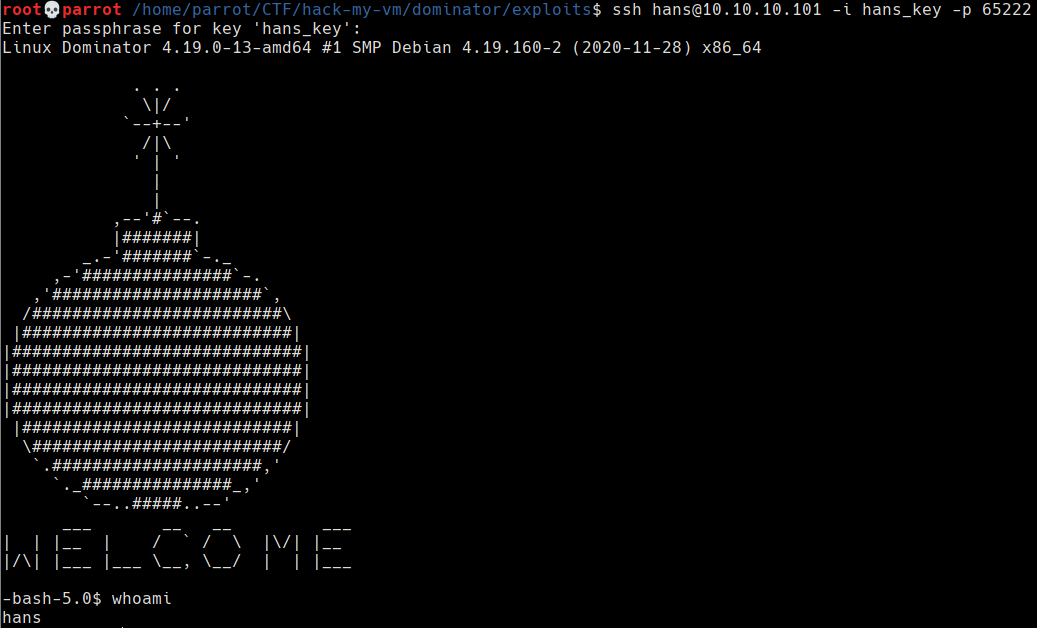 root💀parrot /home/parrot/CTF/hack-my-vm/dominator/exploits$ ssh hans@10.10.10.101 -i hans_key -p 65222
Enter passphrase for key 'hans_key':
Linux Dominator 4.19.0-13-amd64 #1 SMP Debian 4.19.160-2 (2020-11-28) x86_64
WELCOME
-bash-5.0$ whoami
hans